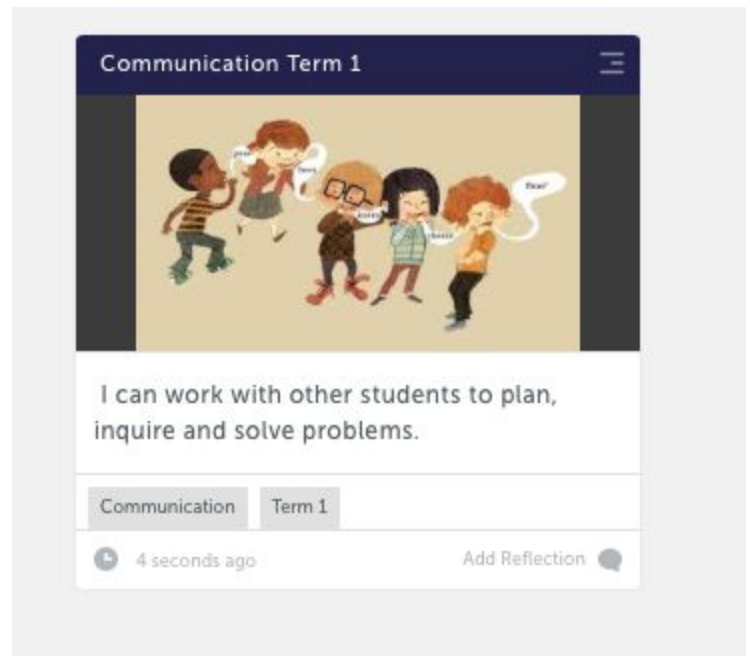 Communication Term 1
I can work with other students to plan,
inquire and solve problems.
Communication Term 1
4 seconds ago Add Reflection